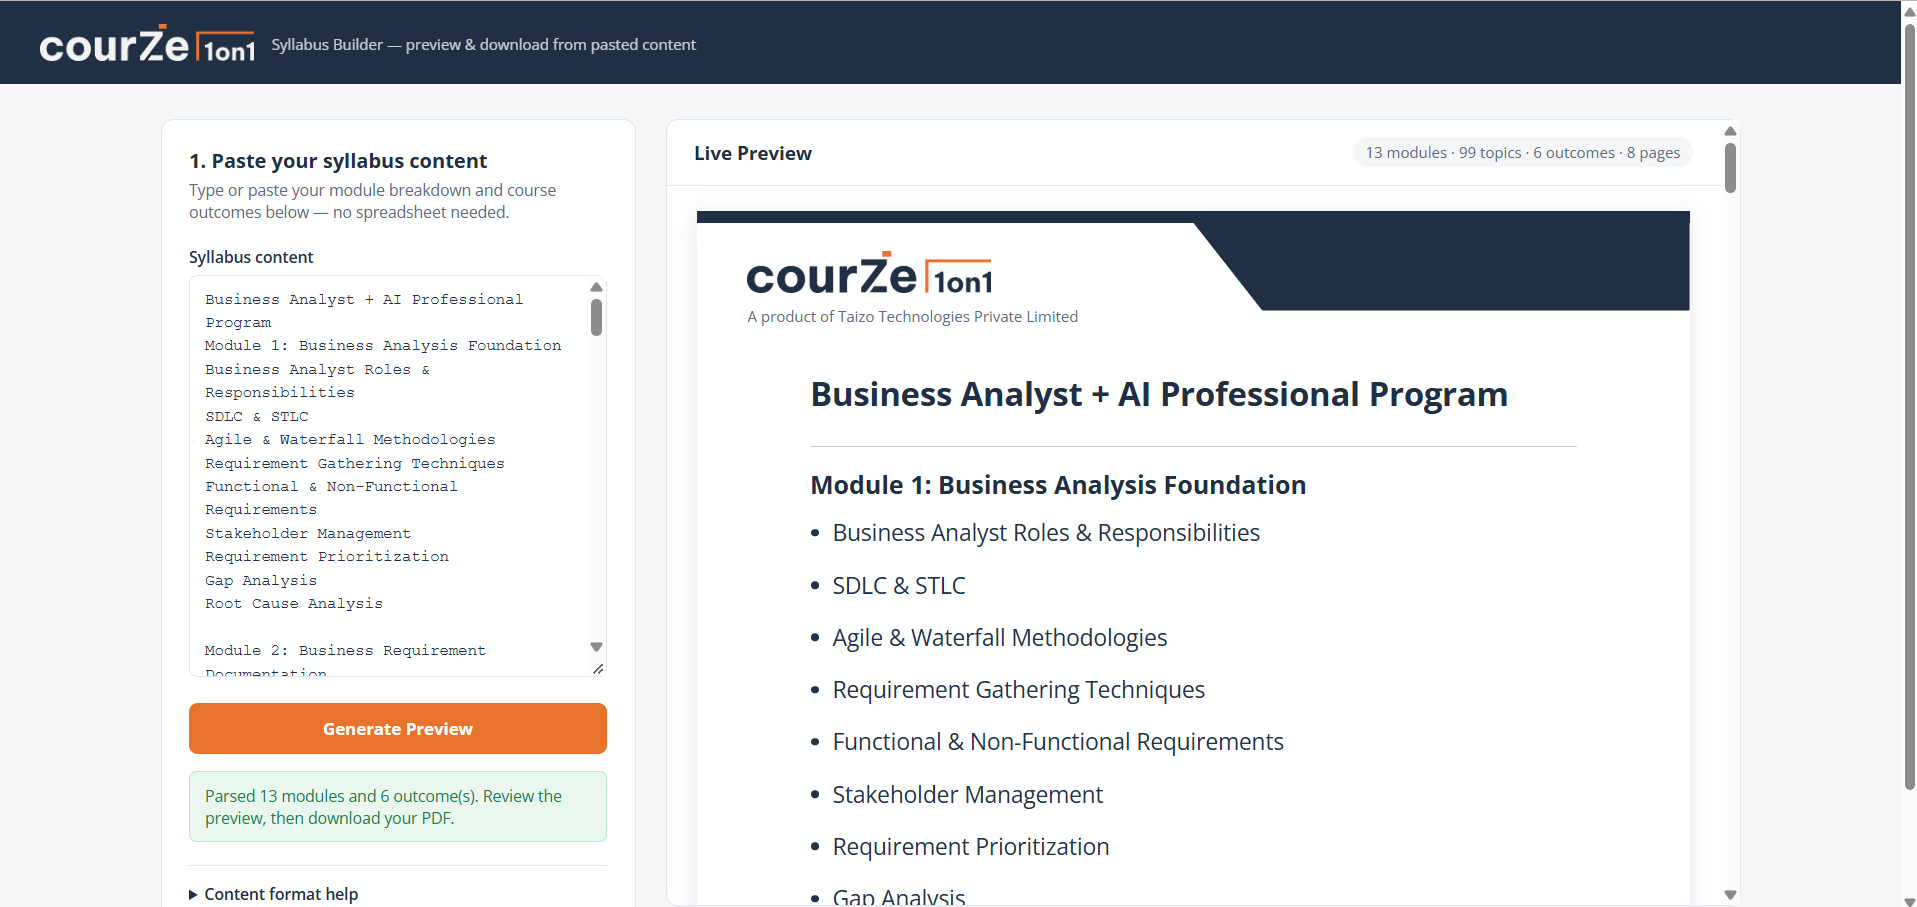 courZe 1on1 Syllabus Builder — preview & download from pasted content
1. Paste your syllabus content
Type or paste your module breakdown and course
outcomes below — no spreadsheet needed.
Syllabus content
Business Analyst + AI Professional
Program
Module 1: Business Analysis Foundation
Business Analyst Roles &
Responsibilities
SDLC & STLC
Agile & Waterfall Methodologies
Requirement Gathering Techniques
Functional & Non-Functional
Requirements
Stakeholder Management
Requirement Prioritization
Gap Analysis
Root Cause Analysis
Module 2: Business Requirement
Documentation
Generate Preview
Parsed 13 modules and 6 outcome(s). Review the
preview, then download your PDF.
Content format help
Live Preview
13 modules · 99 topics · 6 outcomes · 8 pages
courZe 1on1
A product of Taizo Technologies Private Limited
Business Analyst + AI Professional Program
Module 1: Business Analysis Foundation
• Business Analyst Roles & Responsibilities
• SDLC & STLC
• Agile & Waterfall Methodologies
• Requirement Gathering Techniques
• Functional & Non-Functional Requirements
• Stakeholder Management
• Requirement Prioritization
• Gap Analysis